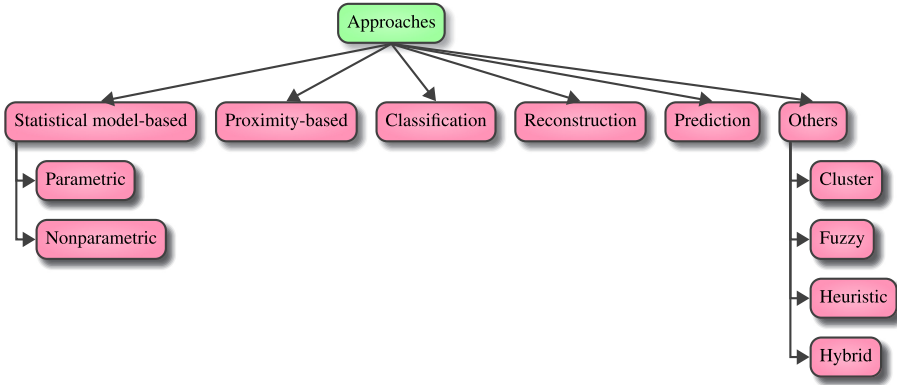 Approaches
Statistical model-based
Proximity-based
Classification
Reconstruction
Prediction
Others
Parametric
Nonparametric
Cluster
Fuzzy
Heuristic
Hybrid